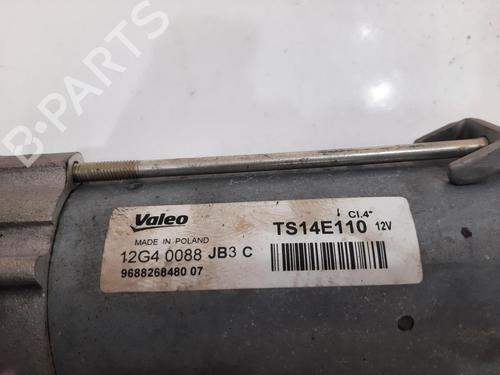 B-PARTS
Valeo
MADE IN POLAND
12G4 0088 JB3 C
9688268480 07
Cl.4+
TS14E110 12V